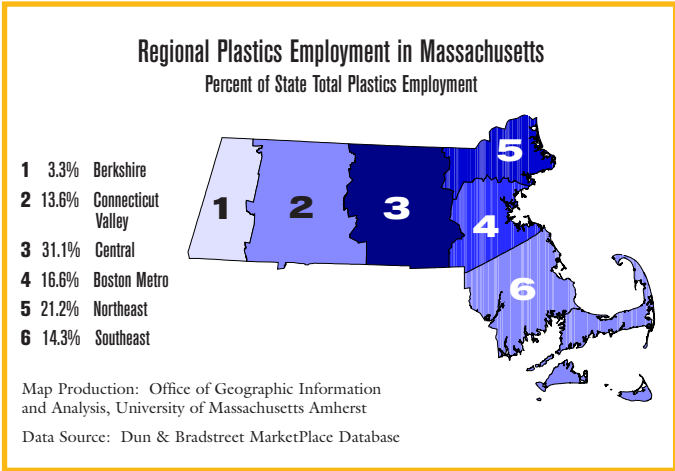 Regional Plastics Employment in Massachusetts
Percent of State Total Plastics Employment
1 3.3% Berkshire
2 13.6% Connecticut
Valley
3 31.1% Central
4 16.6% Boston Metro
5 21.2% Northeast
6 14.3% Southeast
1
2
3
4
5
6
Map Production: Office of Geographic Information
and Analysis, University of Massachusetts Amherst
Data Source: Dun & Bradstreet MarketPlace Database